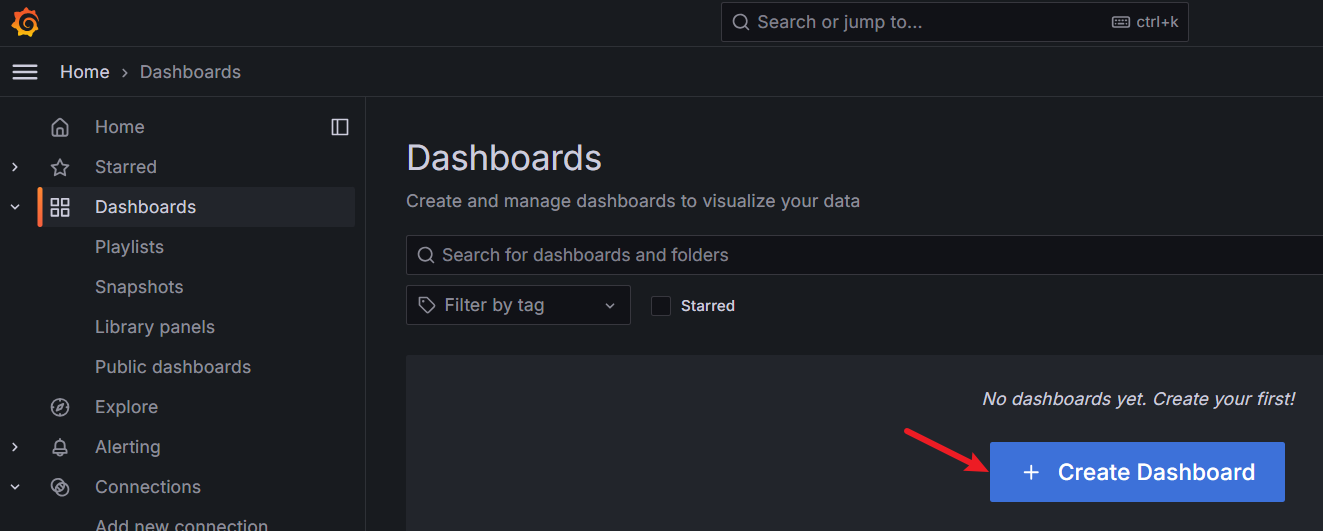 Search or jump to...
ctrl+k
Home › Dashboards
Home
Starred
Dashboards
Playlists
Snapshots
Library panels
Public dashboards
Explore
Alerting
Connections
Add new connection
Dashboards
Create and manage dashboards to visualize your data
Search for dashboards and folders
Filter by tag
Starred
No dashboards yet. Create your first!
+ Create Dashboard